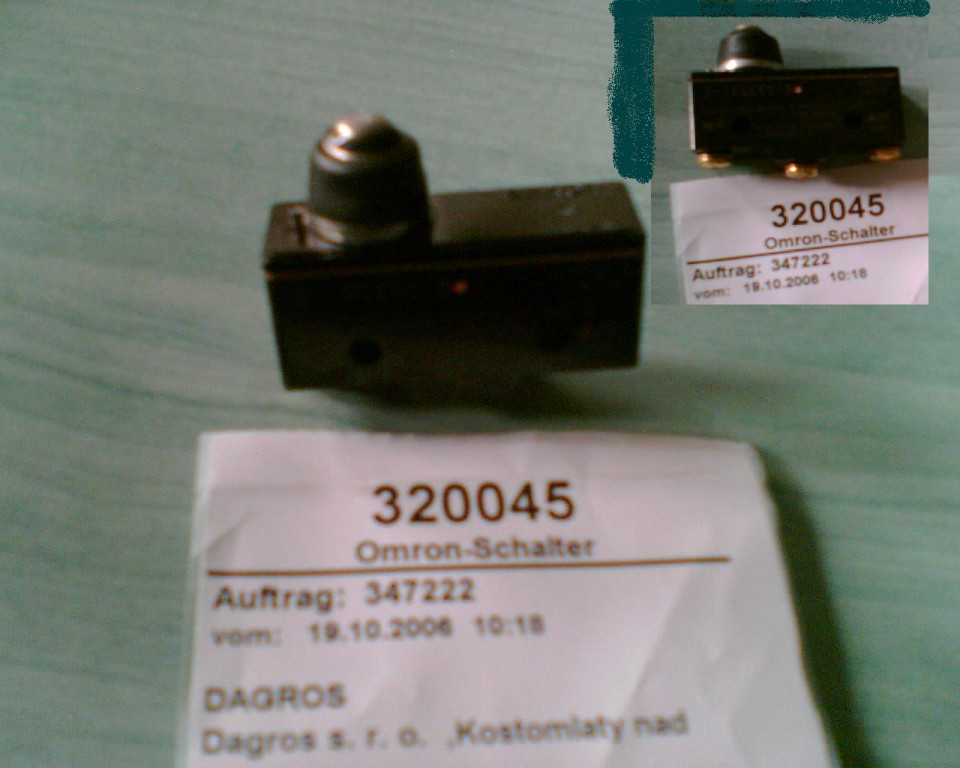 320045
Omron-Schalter
Auftrag: 347222
vom: 19.10.2006 10:18
320045
Omron-Schalter
Auftrag: 347222
vom: 19.10.2006 10:18
DAGROS
Dagros s. r. o. ,Kostomlaty nad